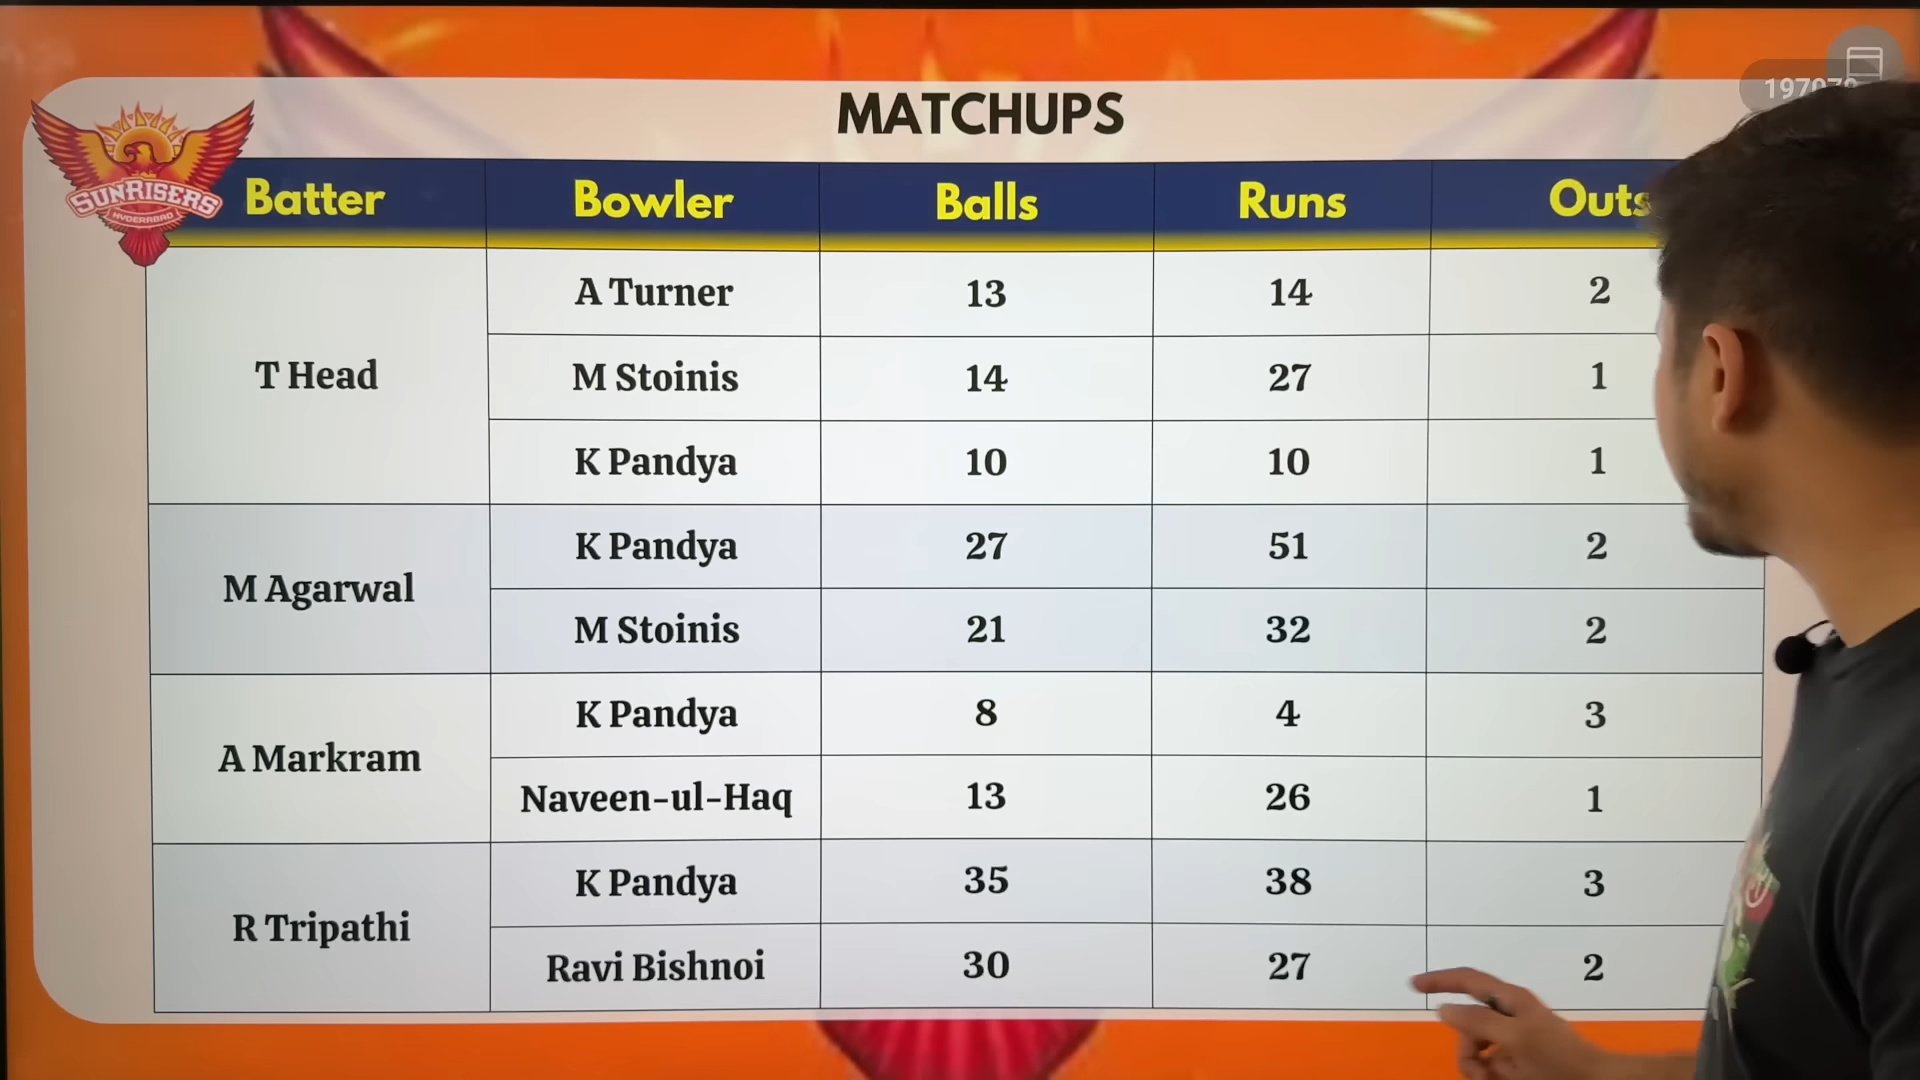 MATCHUPS
SUNRISERS
HYDERABAD
Batter Bowler Balls Runs Outs
T Head A Turner 13 14 2
M Stoinis 14 27 1
K Pandya 10 10 1
M Agarwal K Pandya 27 51 2
M Stoinis 21 32 2
A Markram K Pandya 8 4 3
Naveen-ul-Haq 13 26 1
R Tripathi K Pandya 35 38 3
Ravi Bishnoi 30 27 2